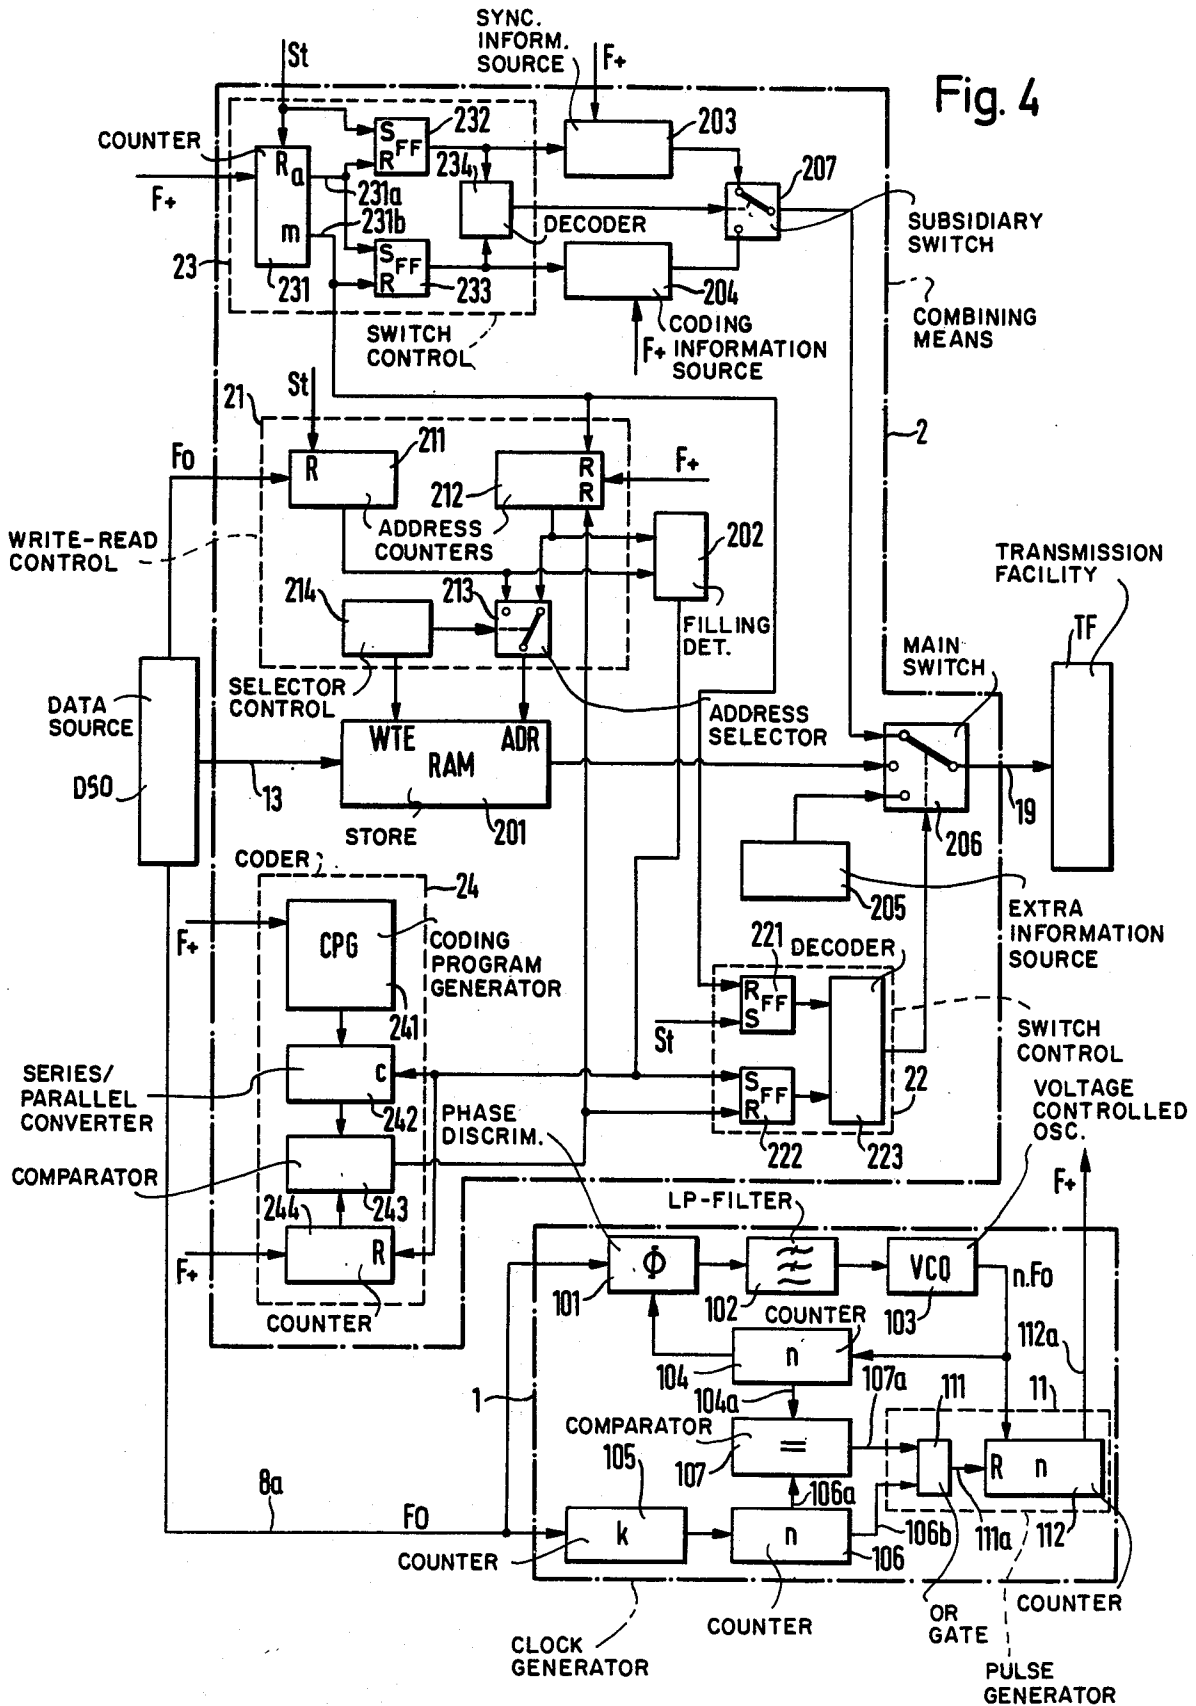 SYNC.
INFORM.
SOURCE
St
F+
Fig. 4
COUNTER
R
a
m
S
R
FF
232
234
203
207
F+
231a
231b
DECODER
SUBSIDIARY
SWITCH
23
231
S
R
FF
233
204
SWITCH
CONTROL
CODING
INFORMATION
SOURCE
F+
COMBINING
MEANS
St
21
2
Fo
R
211
212
R
R
F+
ADDRESS
COUNTERS
202
WRITE-READ
CONTROL
TRANSMISSION
FACILITY
214
213
FILLING
DET.
TF
MAIN
SWITCH
SELECTOR
CONTROL
DATA
SOURCE
ADDRESS
SELECTOR
WTE
ADR
RAM
DSO
13
19
STORE
201
206
CODER
24
205
EXTRA
INFORMATION
SOURCE
F+
CPG
CODING
PROGRAM
GENERATOR
241
DECODER
221
R
S
FF
St
SWITCH
CONTROL
SERIES/
PARALLEL
CONVERTER
C
242
S
R
FF
22
VOLTAGE
CONTROLLED
OSC.
PHASE
DISCRIM.
222
223
COMPARATOR
243
244
LP-FILTER
F+
F+
R
Φ
VCO
n.Fo
101
102
103
COUNTER
COUNTER
112a
n
104
104a
107a
111
11
1
COMPARATOR
=
107
R
n
105
106a
8a
FO
k
n
106
106b
111a
112
COUNTER
COUNTER
OR
GATE
COUNTER
CLOCK
GENERATOR
PULSE
GENERATOR